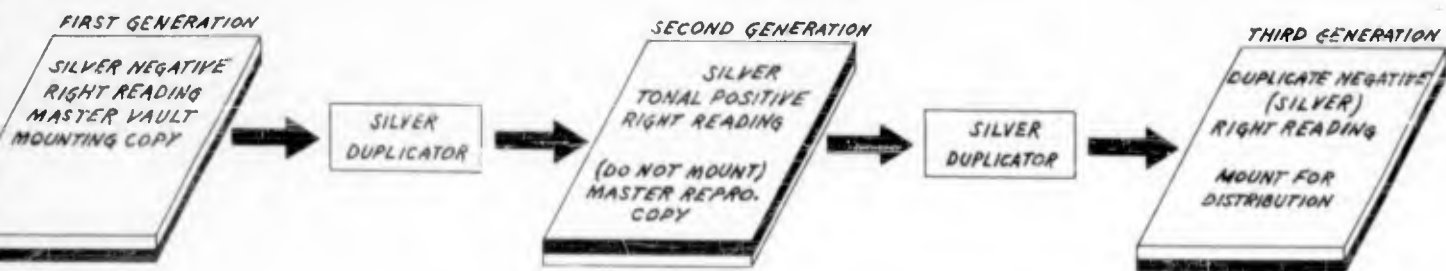 FIRST GENERATION
SILVER NEGATIVE
RIGHT READING
MASTER VAULT
MOUNTING COPY
SILVER
DUPLICATOR
SECOND GENERATION
SILVER
TONAL POSITIVE
RIGHT READING
(DO NOT MOUNT)
MASTER REPRO.
COPY
SILVER
DUPLICATOR
THIRD GENERATION
DUPLICATE NEGATIVE
(SILVER)
RIGHT READING
MOUNT FOR
DISTRIBUTION